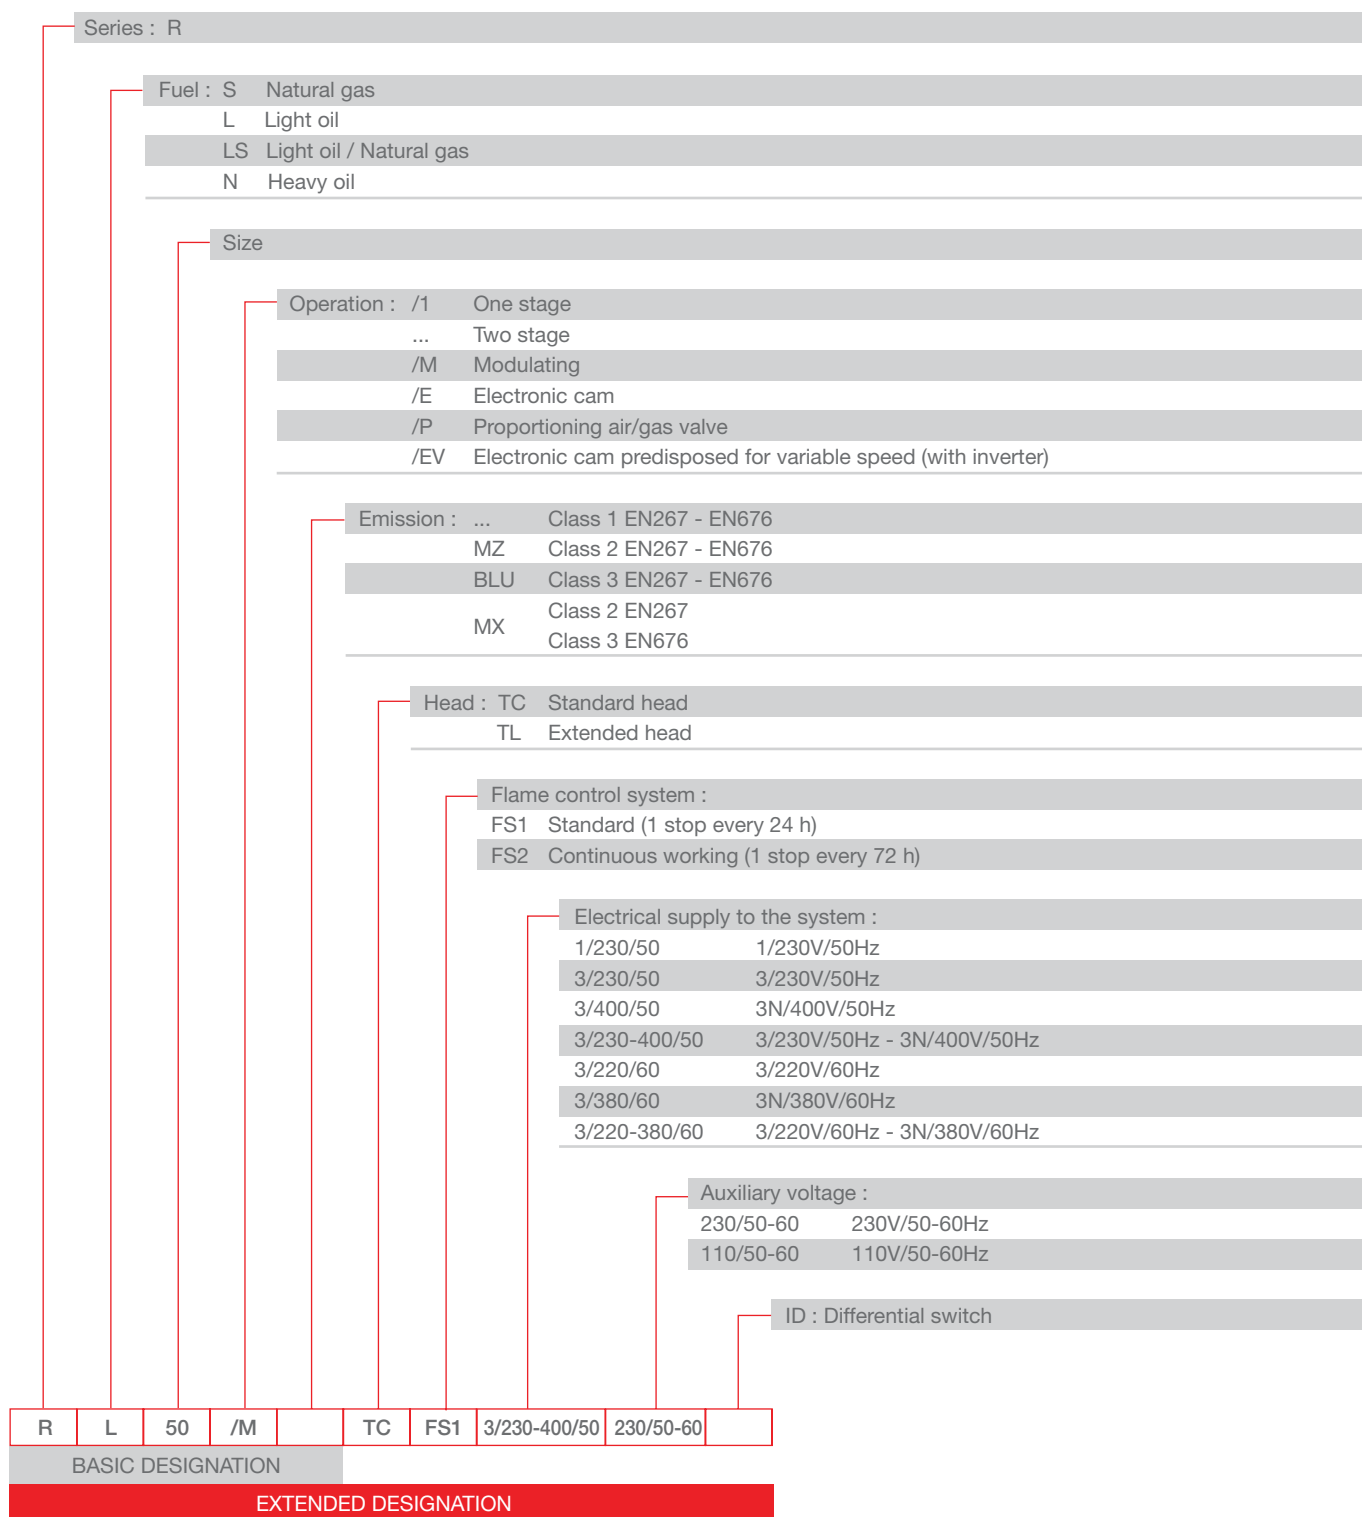 Series : R
Fuel : S Natural gas
L Light oil
LS Light oil / Natural gas
N Heavy oil
Size
Operation : /1 One stage
... Two stage
/M Modulating
/E Electronic cam
/P Proportioning air/gas valve
/EV Electronic cam predisposed for variable speed (with inverter)
Emission : ... Class 1 EN267 - EN676
MZ Class 2 EN267 - EN676
BLU Class 3 EN267 - EN676
MX Class 2 EN267
Class 3 EN676
Head : TC Standard head
TL Extended head
Flame control system :
FS1 Standard (1 stop every 24 h)
FS2 Continuous working (1 stop every 72 h)
Electrical supply to the system :
1/230/50 1/230V/50Hz
3/230/50 3/230V/50Hz
3/400/50 3N/400V/50Hz
3/230-400/50 3/230V/50Hz - 3N/400V/50Hz
3/220/60 3/220V/60Hz
3/380/60 3N/380V/60Hz
3/220-380/60 3/220V/60Hz - 3N/380V/60Hz
Auxiliary voltage :
230/50-60 230V/50-60Hz
110/50-60 110V/50-60Hz
ID : Differential switch
R L 50 /M TC FS1 3/230-400/50 230/50-60
BASIC DESIGNATION
EXTENDED DESIGNATION